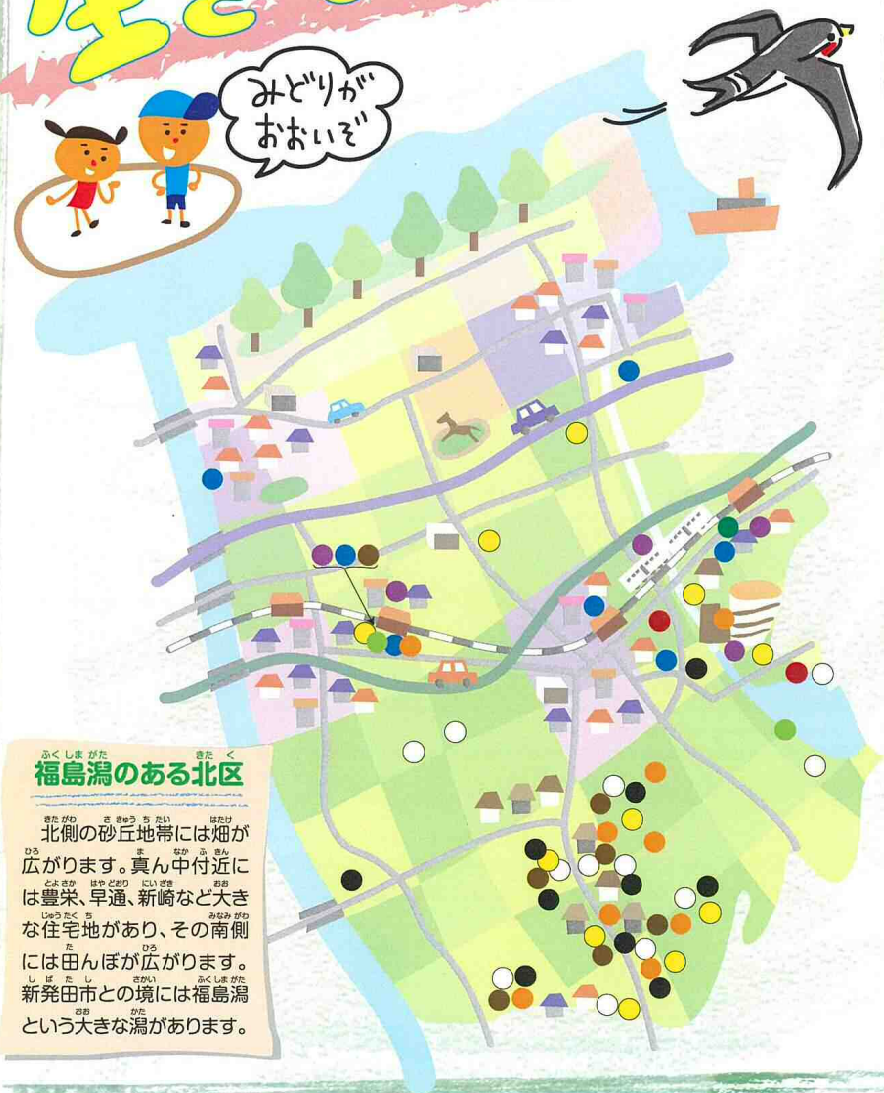 みどりが
おおいぞ
福島潟のある北区
北側の砂丘地帯には畑が
広がります。真ん中付近に
は豊栄、早通、新崎など大き
な住宅地があり、その南側
には田んぼが広がります。
新発田市との境には福島潟
という大きな潟があります。